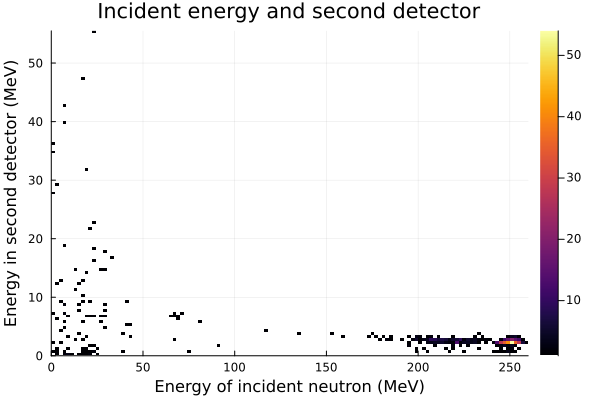 Incident energy and second detector
Energy in second detector (MeV)
50
40
30
20
10
0
0 50 100 150 200 250
Energy of incident neutron (MeV)
50
40
30
20
10